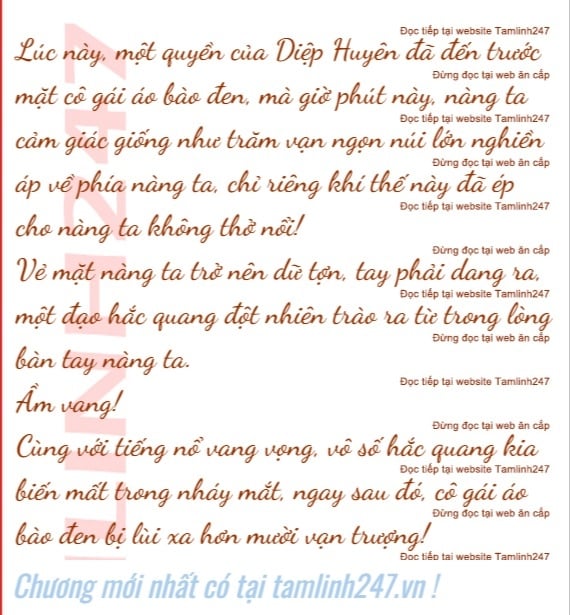 Đọc tiếp tại website Tamlinh247
Lúc này, một quyền của Diệp Huyên đã đến trước
Đừng đọc tại web ăn cắp
mặt cô gái áo bào đen, mà giờ phút này, nàng ta
Đọc tiếp tại website Tamlinh247
cảm giác giống như trăm vạn ngọn núi lớn nghiền
Đừng đọc tại web ăn cắp
áp về phía nàng ta, chỉ riêng khí thế này đã ép
Đọc tiếp tại website Tamlinh247
cho nàng ta không thở nổi!
Đừng đọc tại web ăn cắp
Vẻ mặt nàng ta trở nên dữ tợn, tay phải dang ra,
Đọc tiếp tại website Tamlinh247
một đạo hắc quang đột nhiên trào ra từ trong lòng
Đừng đọc tại web ăn cắp
bàn tay nàng ta.
Đọc tiếp tại website Tamlinh247
Ầm vang!
Đừng đọc tại web ăn cắp
Cùng với tiếng nổ vang vọng, vô số hắc quang kia
Đọc tiếp tại website Tamlinh247
biến mất trong nháy mắt, ngay sau đó, cô gái áo
Đừng đọc tại web ăn cắp
bào đen bị lùi xa hơn mười vạn trượng!
Đọc tiếp tại website Tamlinh247
Chương mới nhất có tại tamlinh247.vn !
LINH247